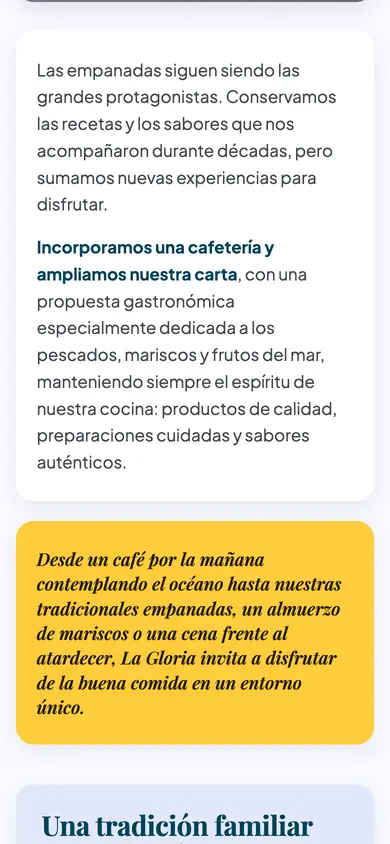 Las empanadas siguen siendo las
grandes protagonistas. Conservamos
las recetas y los sabores que nos
acompañaron durante décadas, pero
sumamos nuevas experiencias para
disfrutar.
Incorporamos una cafetería y
ampliamos nuestra carta, con una
propuesta gastronómica
especialmente dedicada a los
pescados, mariscos y frutos del mar,
manteniendo siempre el espíritu de
nuestra cocina: productos de calidad,
preparaciones cuidadas y sabores
auténticos.
Desde un café por la mañana
contemplando el océano hasta nuestras
tradicionales empanadas, un almuerzo
de mariscos o una cena frente al
atardecer, La Gloria invita a disfrutar
de la buena comida en un entorno
único.
Una tradición familiar